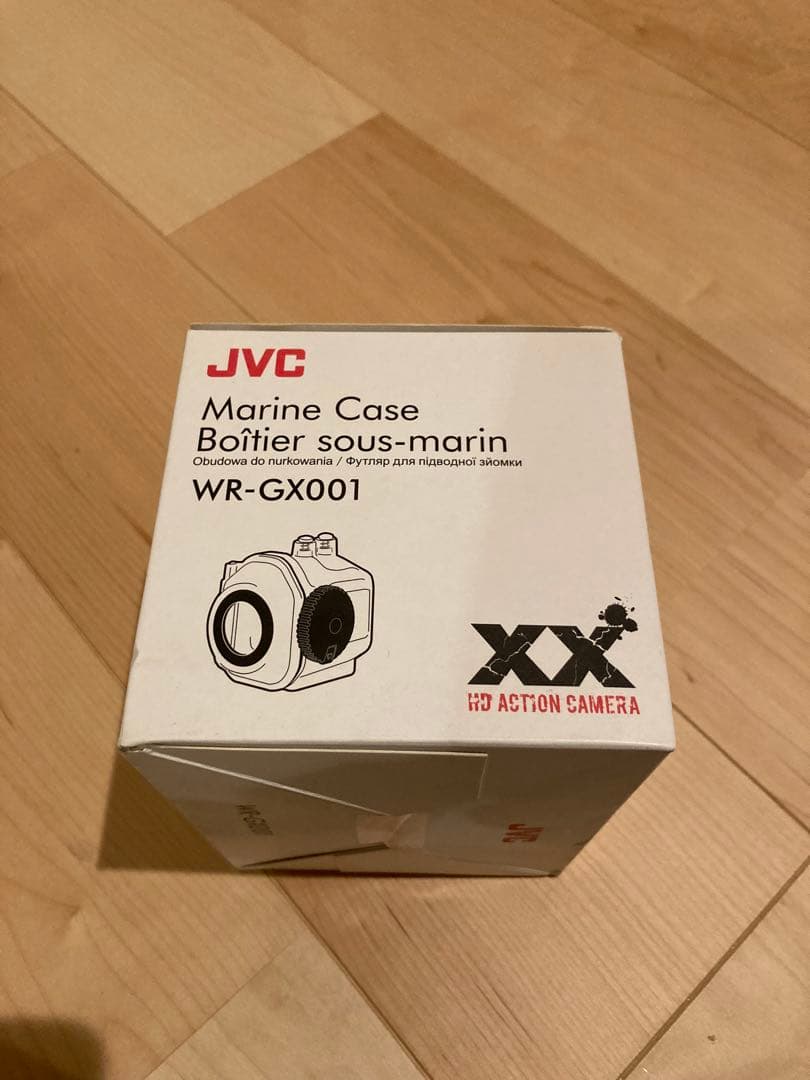 JVC
Marine Case
Boîtier sous-marin
Obudowa do nurkowania / Футляр для підводної зйомки
WR-GX001
XX
HD ACTION CAMERA
JVC